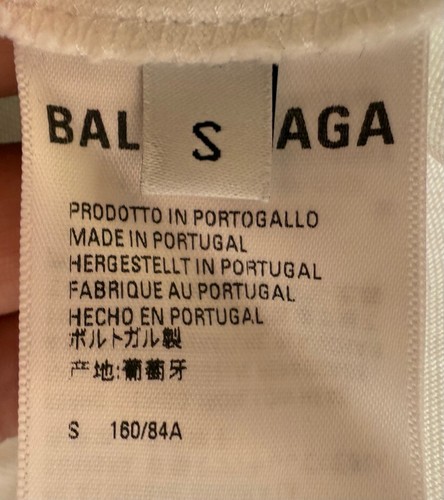 BAL AGA
S
PRODOTTO IN PORTOGALLO
MADE IN PORTUGAL
HERGESTELLT IN PORTUGAL
FABRIQUE AU PORTUGAL
HECHO EN PORTUGAL
ポルトガル製
产地:葡萄牙
S 160/84A